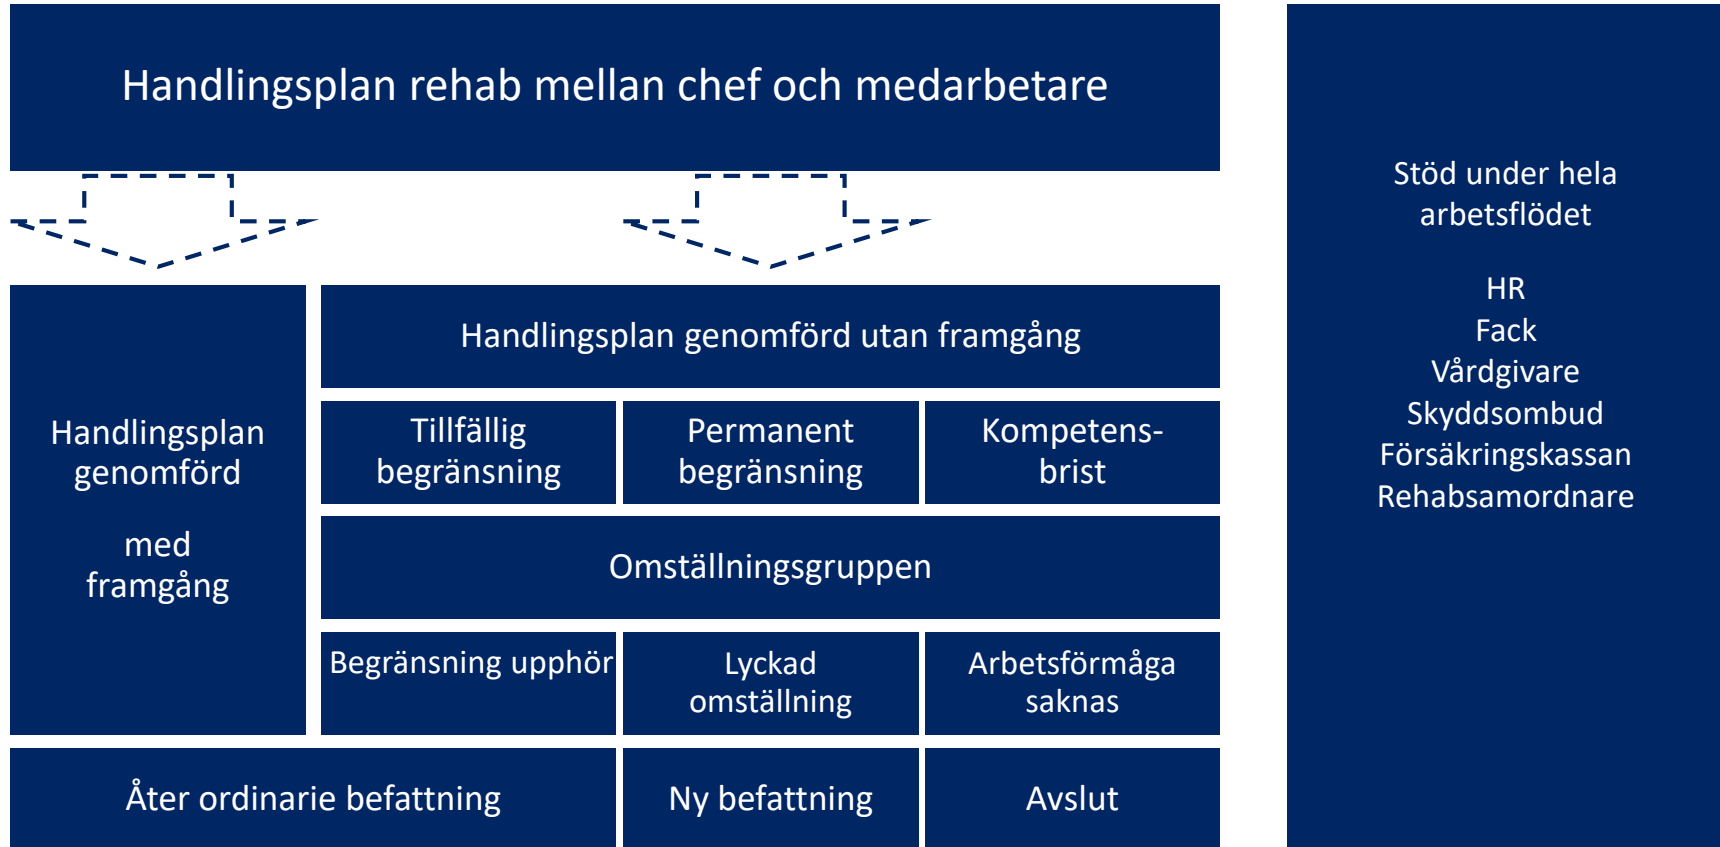 Handlingsplan rehab mellan chef och medarbetare
Handlingsplan
genomförd
med
framgång
Handlingsplan genomförd utan framgång
Tillfällig
begränsning
Permanent
begränsning
Kompetens-
brist
Omställningsgruppen
Begränsning upphör
Lyckad
omställning
Arbetsförmåga
saknas
Åter ordinarie befattning
Ny befattning
Avslut
Stöd under hela
arbetsflödet
HR
Fack
Vårdgivare
Skyddsombud
Försäkringskassan
Rehabsamordnare